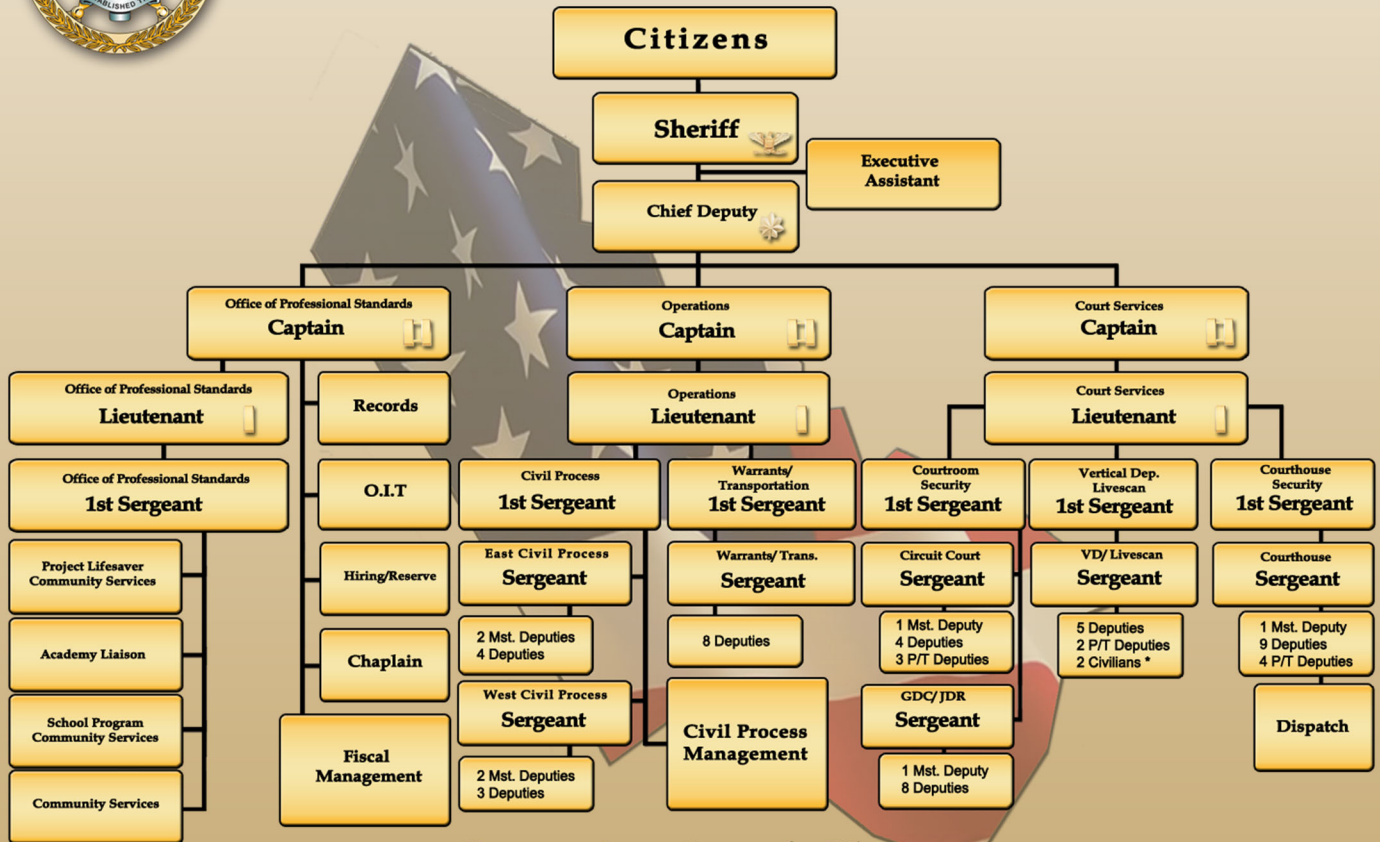 ESTABLISHED
Citizens
Sheriff
Executive
Assistant
Chief Deputy
Office of Professional Standards
Captain
Operations
Captain
Court Services
Captain
Office of Professional Standards
Lieutenant
Records
Operations
Lieutenant
Court Services
Lieutenant
Office of Professional Standards
1st Sergeant
O.I.T
Civil Process
1st Sergeant
Warrants/
Transportation
1st Sergeant
Courtroom
Security
1st Sergeant
Vertical Dep.
Livescan
1st Sergeant
Courthouse
Security
1st Sergeant
Project Lifesaver
Community Services
Hiring/Reserve
East Civil Process
Sergeant
Warrants/ Trans.
Sergeant
Circuit Court
Sergeant
VD/ Livescan
Sergeant
Courthouse
Sergeant
Academy Liaison
Chaplain
2 Mst. Deputies
4 Deputies
8 Deputies
1 Mst. Deputy
4 Deputies
3 P/T Deputies
5 Deputies
2 P/T Deputies
2 Civilians *
1 Mst. Deputy
9 Deputies
4 P/T Deputies
School Program
Community Services
Fiscal
Management
West Civil Process
Sergeant
Civil Process
Management
GDC/ JDR
Sergeant
Dispatch
Community Services
2 Mst. Deputies
3 Deputies
1 Mst. Deputy
8 Deputies